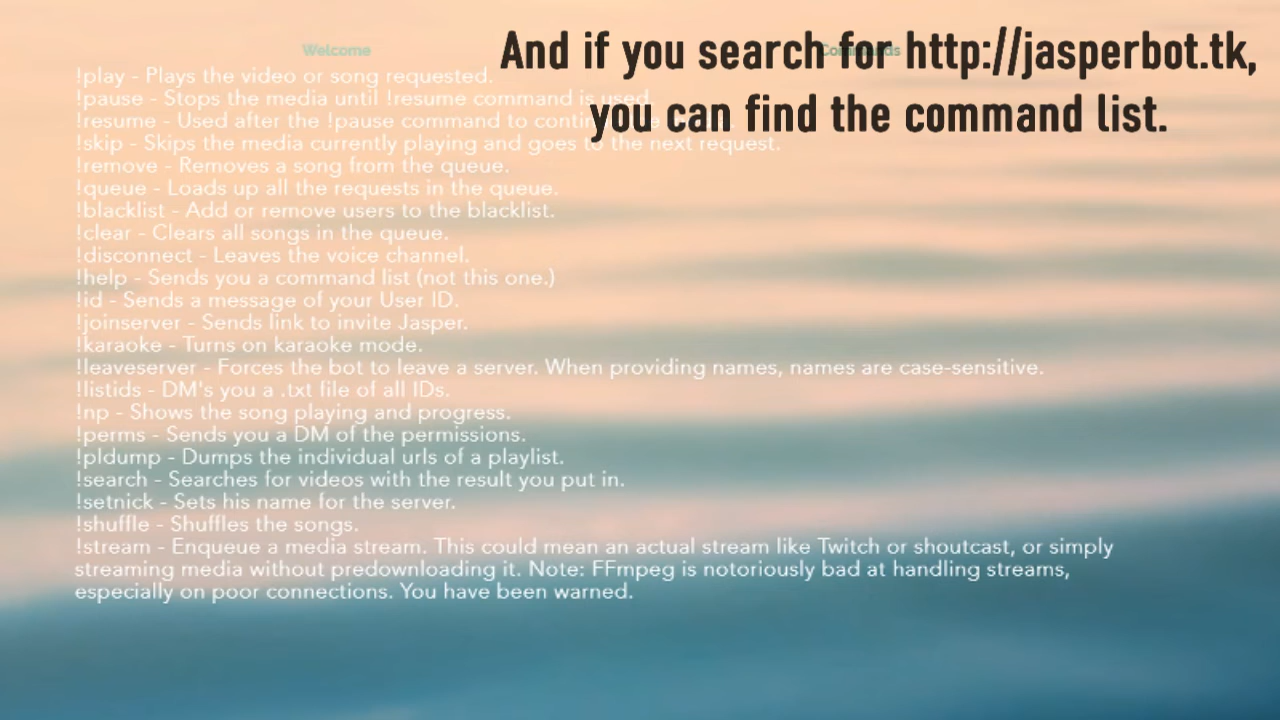 And if you search for http://jasperbot.tk,
you can find the command list.
Welcome
Commands
!play - Plays the video or song requested.
!pause - Stops the media until !resume command is used.
!resume - Used after the !pause command to
!skip - Skips the media currently playing and goes to the next request.
!remove - Removes a song from the queue.
!queue - Loads up all the requests in the queue.
!blacklist - Add or remove users to the blacklist.
!clear - Clears all songs in the queue.
!disconnect - Leaves the voice channel.
!help - Sends you a command list (not this one.)
!id - Sends a message of your User ID.
!joinserver - Sends link to invite Jasper.
!karaoke - Turns on karaoke mode.
!leaveserver - Forces the bot to leave a server. When providing names, names are case-sensitive.
!listids - DM's you a .txt file of all IDs.
!np - Shows the song playing and progress.
!perms - Sends you a DM of the permissions.
!pldump - Dumps the individual urls of a playlist.
!search - Searches for videos with the result you put in.
!setnick - Sets his name for the server.
!shuffle - Shuffles the songs.
!stream - Enqueue a media stream. This could mean an actual stream like Twitch or shoutcast, or simply
streaming media without predownloading it. Note: FFmpeg is notoriously bad at handling streams,
especially on poor connections. You have been warned.